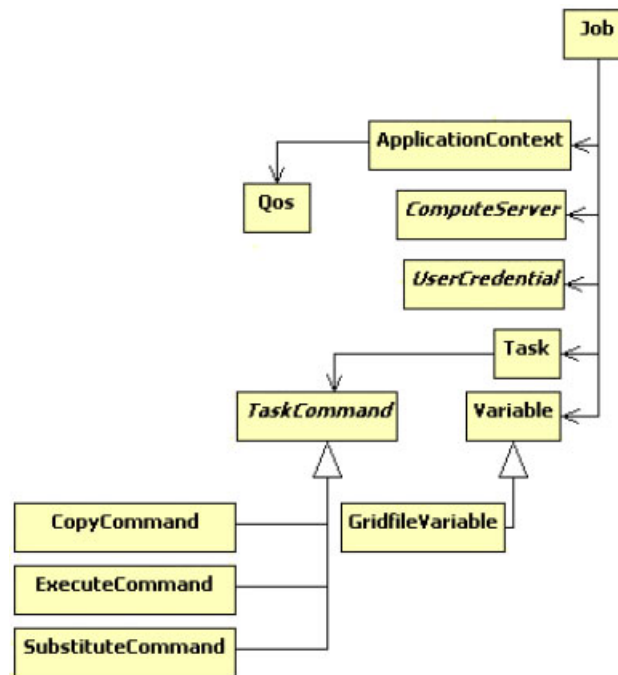 Job
ApplicationContext
Qos
ComputeServer
UserCredential
Task
TaskCommand
Variable
CopyCommand
GridfileVariable
ExecuteCommand
SubstituteCommand